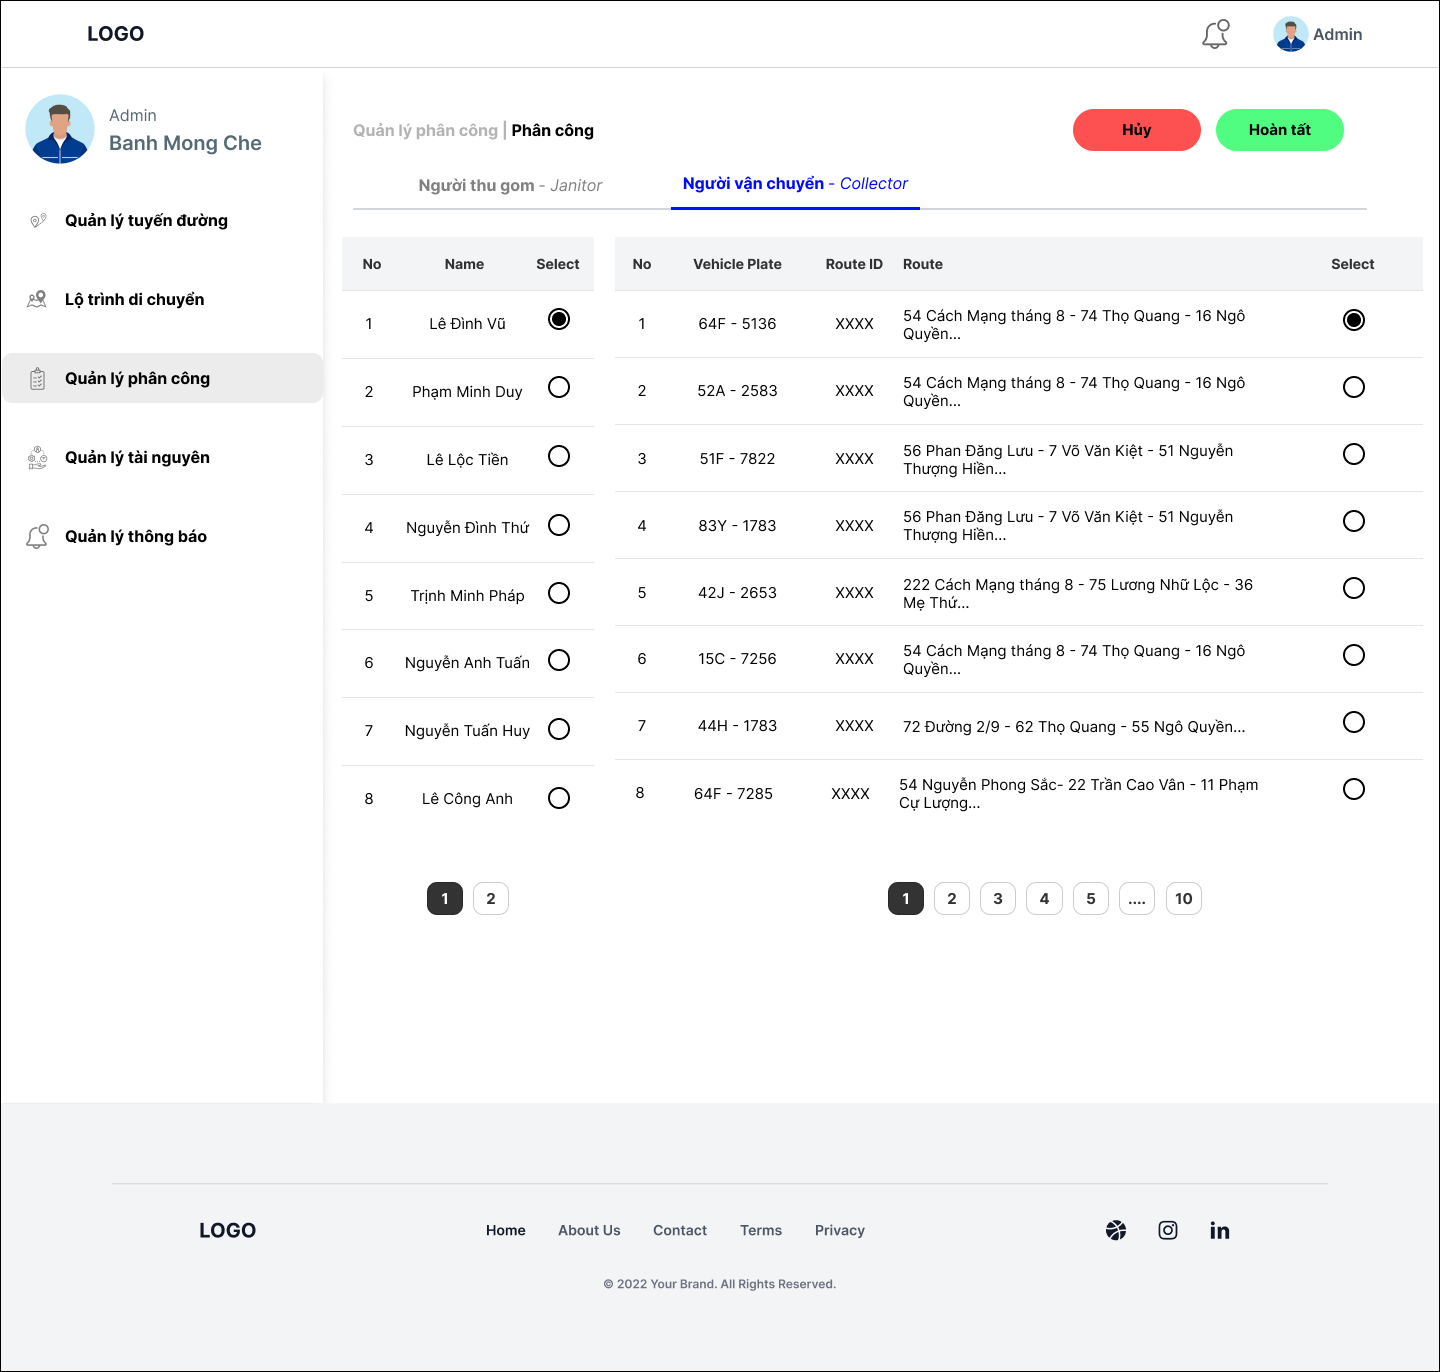 LOGO
Admin
Admin
Banh Mong Che
Quản lý tuyến đường
Lộ trình di chuyển
Quản lý phân công
Quản lý tài nguyên
Quản lý thông báo
Quản lý phân công | Phân công
Hủy
Hoàn tất
Người thu gom - Janitor
Người vận chuyển - Collector
No Name Select
1 Lê Đình Vũ
2 Phạm Minh Duy
3 Lê Lộc Tiền
4 Nguyễn Đình Thứ
5 Trịnh Minh Pháp
6 Nguyễn Anh Tuấn
7 Nguyễn Tuấn Huy
8 Lê Công Anh
1 2
No Vehicle Plate Route ID Route Select
1 64F - 5136 XXXX 54 Cách Mạng tháng 8 - 74 Thọ Quang - 16 Ngô
Quyền...
2 52A - 2583 XXXX 54 Cách Mạng tháng 8 - 74 Thọ Quang - 16 Ngô
Quyền...
3 51F - 7822 XXXX 56 Phan Đăng Lưu - 7 Võ Văn Kiệt - 51 Nguyễn
Thượng Hiền...
4 83Y - 1783 XXXX 56 Phan Đăng Lưu - 7 Võ Văn Kiệt - 51 Nguyễn
Thượng Hiền...
5 42J - 2653 XXXX 222 Cách Mạng tháng 8 - 75 Lương Nhữ Lộc - 36
Mẹ Thứ...
6 15C - 7256 XXXX 54 Cách Mạng tháng 8 - 74 Thọ Quang - 16 Ngô
Quyền...
7 44H - 1783 XXXX 72 Đường 2/9 - 62 Thọ Quang - 55 Ngô Quyền...
8 64F - 7285 XXXX 54 Nguyễn Phong Sắc- 22 Trần Cao Vân - 11 Phạm
Cự Lượng...
1 2 3 4 5 .... 10
LOGO
Home About Us Contact Terms Privacy
© 2022 Your Brand. All Rights Reserved.